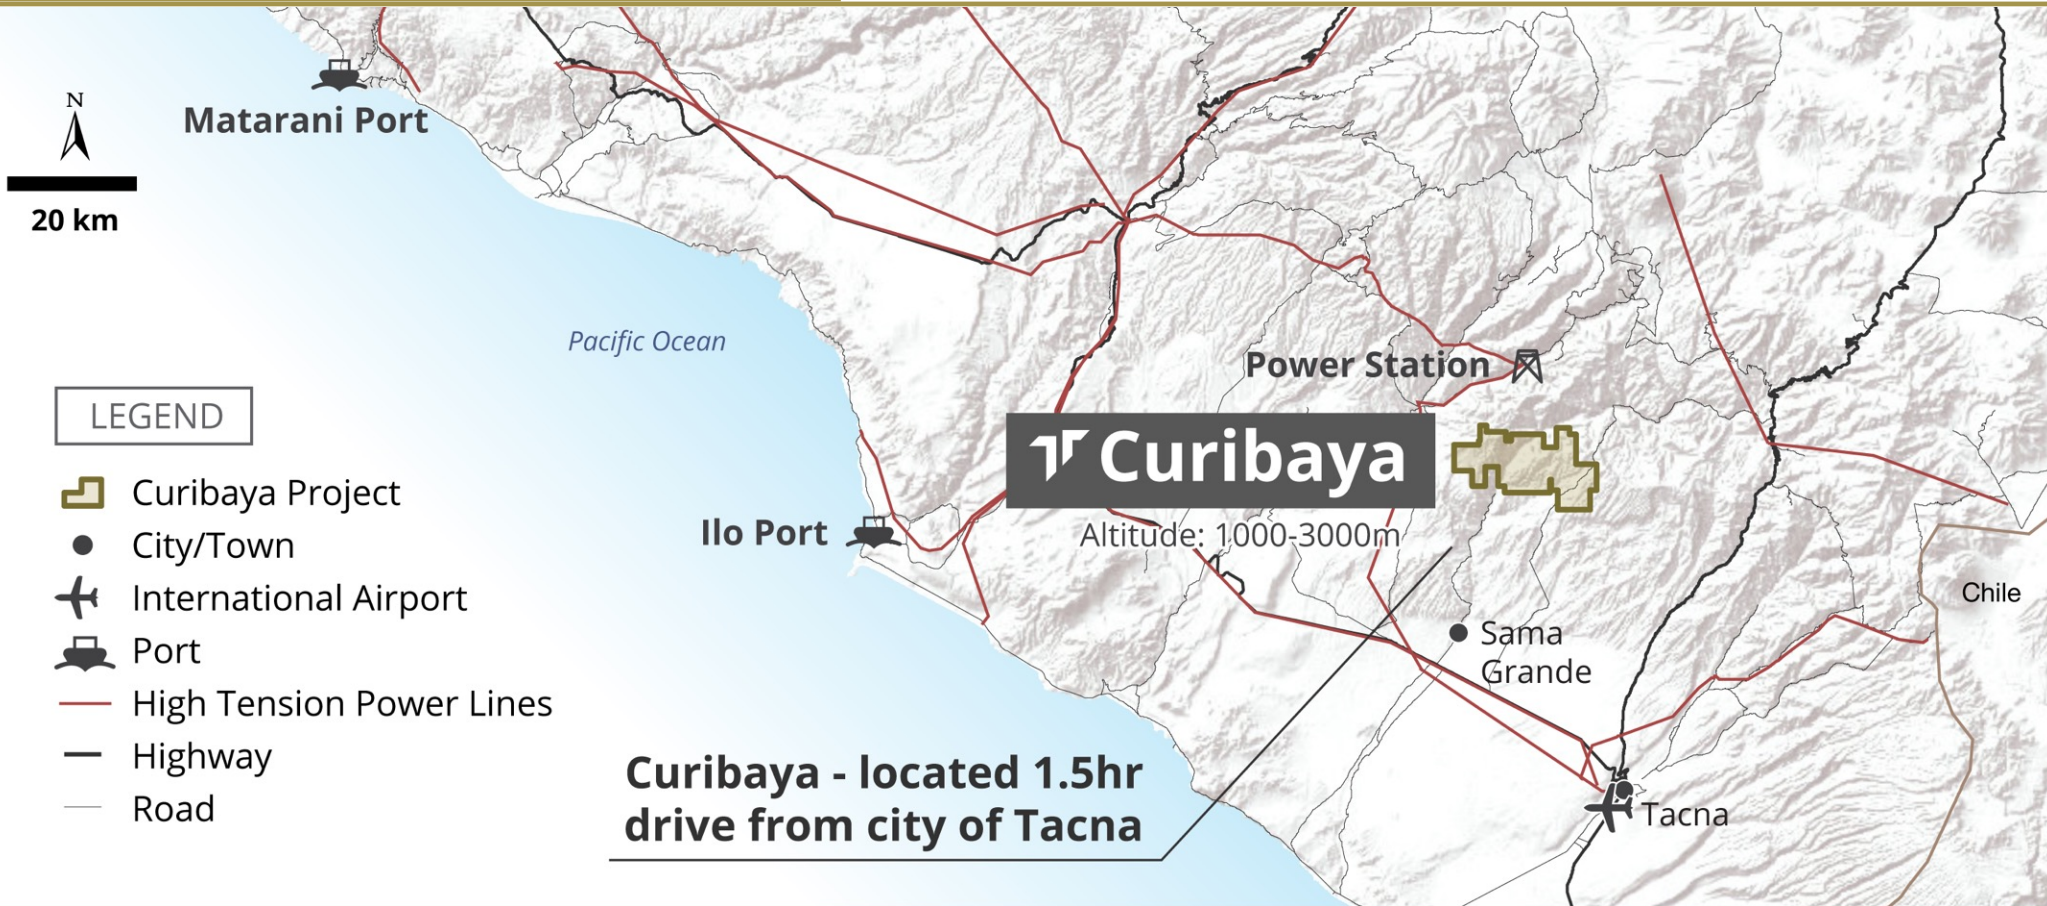 Matarani Port
N
20 km
Pacific Ocean
Power Station
LEGEND
Curibaya
Curibaya Project
Altitude: 1000-3000m
Ilo Port
City/Town
International Airport
Chile
Port
Sama
Grande
High Tension Power Lines
Highway
Road
Curibaya - located 1.5hr
drive from city of Tacna
Tacna